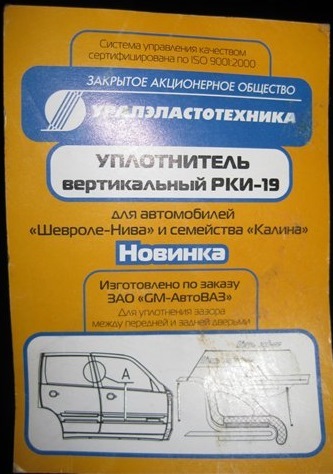 Система управления качеством
сертифицирована по ISO 9001:2000
ЗАКРЫТОЕ АКЦИОНЕРНОЕ ОБЩЕСТВО
УРАЛЭЛАСТОТЕХНИКА
УПЛОТНИТЕЛЬ
вертикальный РКИ-19
для автомобилей
«Шевроле-Нива» и семейства «Калина»
Новинка
Изготовлено по заказу
ЗАО «GM-АвтоВАЗ»
Для уплотнения зазора
между передней и задней дверьми
А